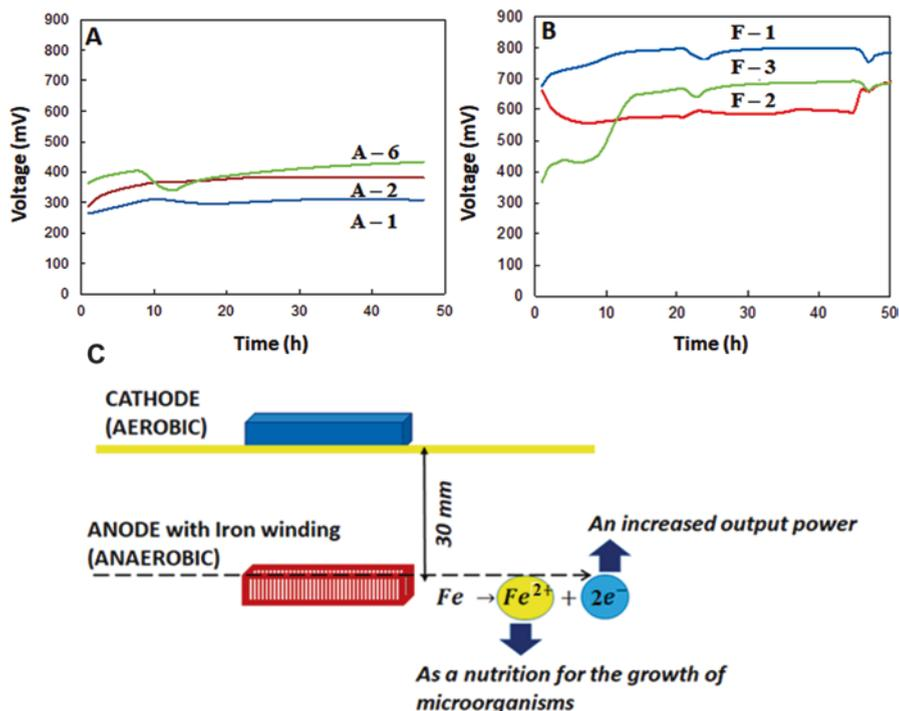 A
Voltage (mV)
900
800
700
600
500
400
300
200
100
0
A – 6
A – 2
A – 1
0 10 20 30 40 50
Time (h)
B
Voltage (mV)
900
800
700
600
500
400
300
200
100
0
F – 1
F – 3
F – 2
0 10 20 30 40 50
Time (h)
C
CATHODE
(AEROBIC)
30 mm
ANODE with Iron winding
(ANAEROBIC)
An increased output power
Fe → Fe²⁺ + 2e⁻
As a nutrition for the growth of
microorganisms